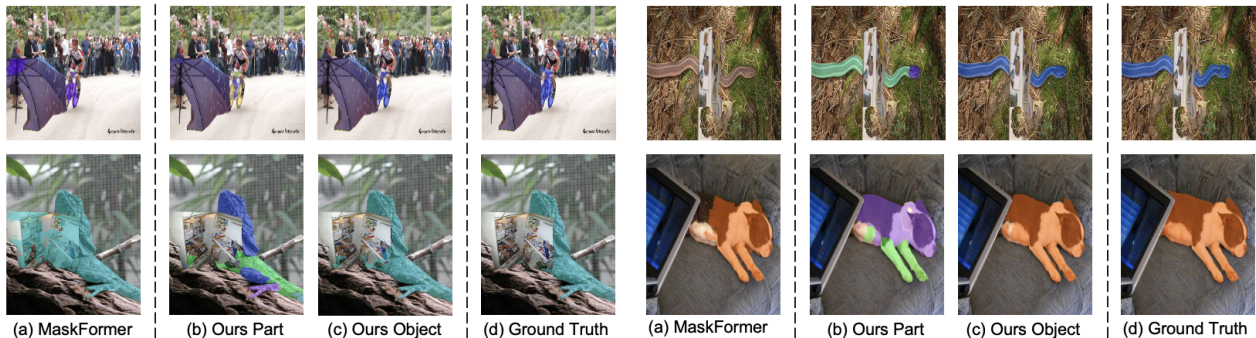 (a) MaskFormer
(b) Ours Part
(c) Ours Object
(d) Ground Truth
(a) MaskFormer
(b) Ours Part
(c) Ours Object
(d) Ground Truth